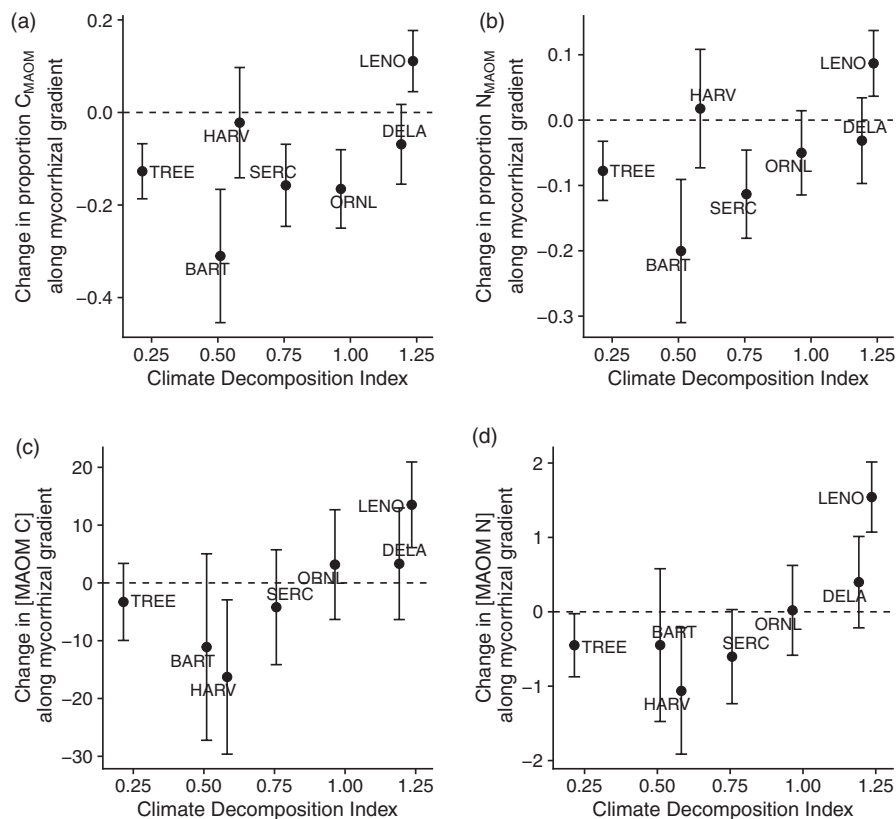 (a)
Change in proportion C_MAOM
along mycorrhizal gradient
0.2
0.0
−0.2
−0.4
LENO
HARV
DELA
TREE
SERC
ORNL
BART
0.25
0.50
0.75
1.00
1.25
Climate Decomposition Index
(b)
Change in proportion N_MAOM
along mycorrhizal gradient
0.1
0.0
−0.1
−0.2
−0.3
LENO
HARV
DELA
ORNL
TREE
SERC
BART
0.25
0.50
0.75
1.00
1.25
Climate Decomposition Index
(c)
Change in [MAOM C]
along mycorrhizal gradient
20
10
0
−10
−20
−30
LENO
DELA
ORNL
TREE
SERC
BART
HARV
0.25
0.50
0.75
1.00
1.25
Climate Decomposition Index
(d)
Change in [MAOM N]
along mycorrhizal gradient
2
1
0
−1
−2
LENO
DELA
ORNL
BART
TREE
SERC
HARV
0.25
0.50
0.75
1.00
1.25
Climate Decomposition Index